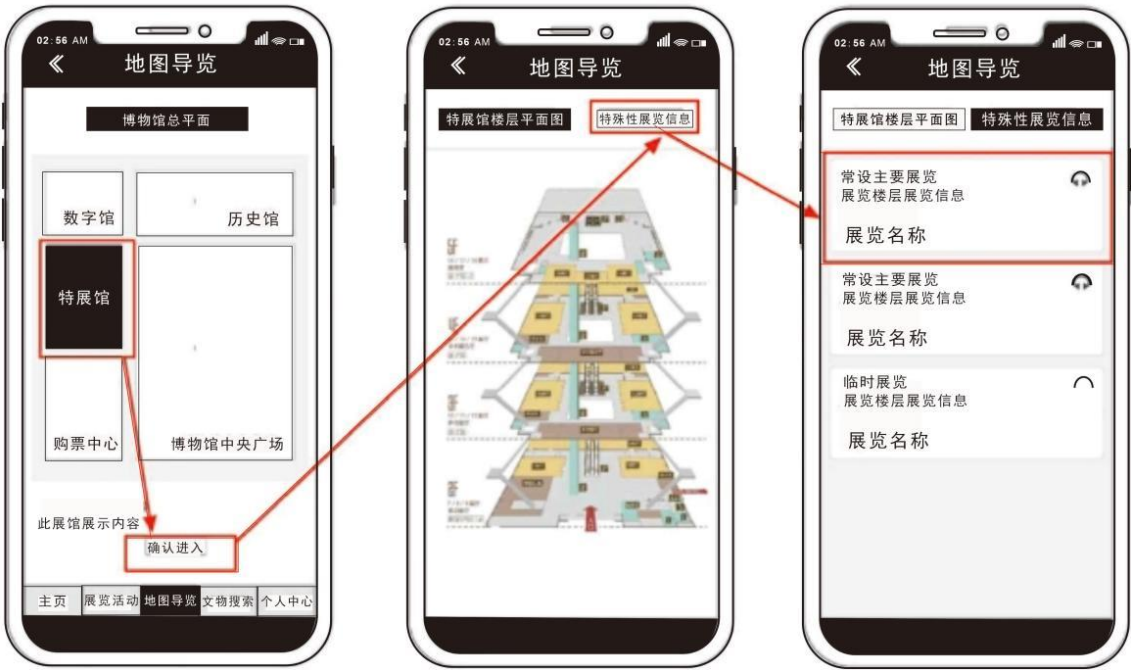 02:56 AM
地图导览
博物馆总平面
数字馆
历史馆
特展馆
购票中心
博物馆中央广场
此展馆展示内容
确认进入
主页
展览活动
地图导览
文物搜索
个人中心
02:56 AM
地图导览
特展馆楼层平面图
特殊性展览信息
02:56 AM
地图导览
特展馆楼层平面图
特殊性展览信息
常设主要展览
展览楼层展览信息
展览名称
常设主要展览
展览楼层展览信息
展览名称
临时展览
展览楼层展览信息
展览名称